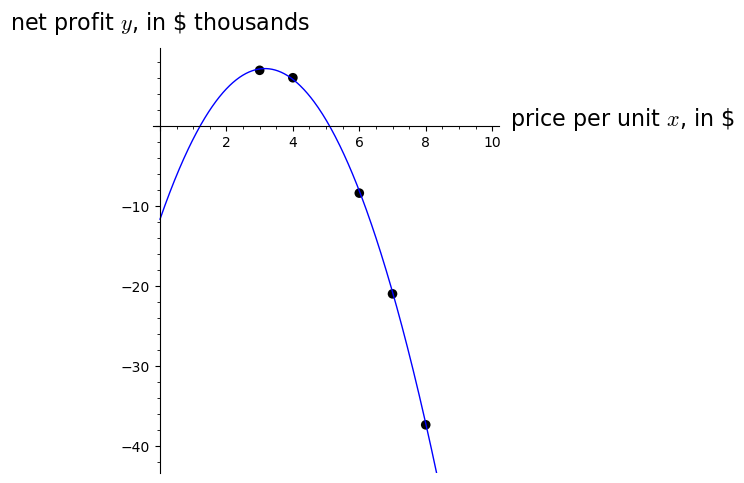 net profit y, in $ thousands
price per unit x, in $
2 4 6 8 10
−10
−20
−30
−40